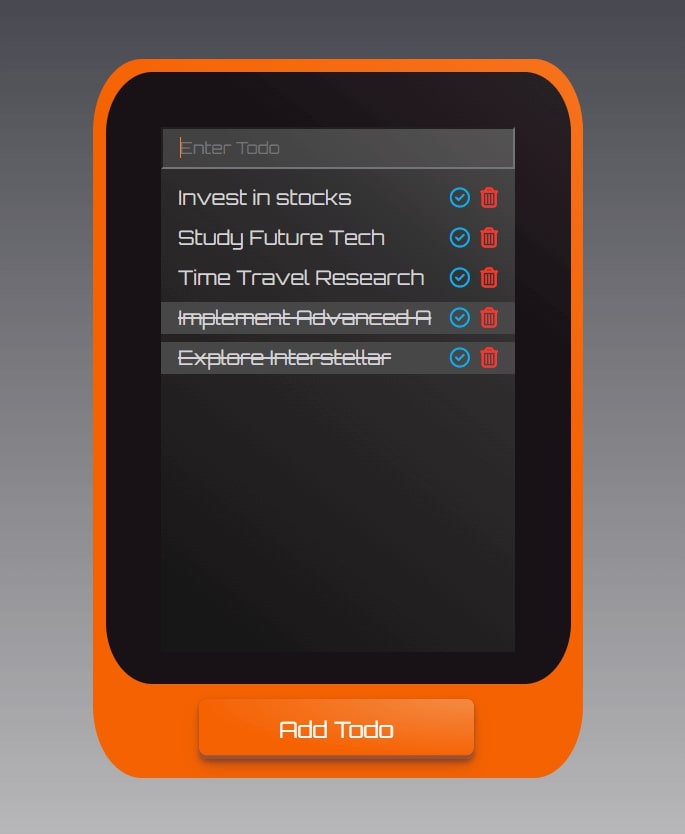 Enter Todo
Invest in stocks
Study Future Tech
Time Travel Research
Implement Advanced A
Explore Interstellar
Add Todo